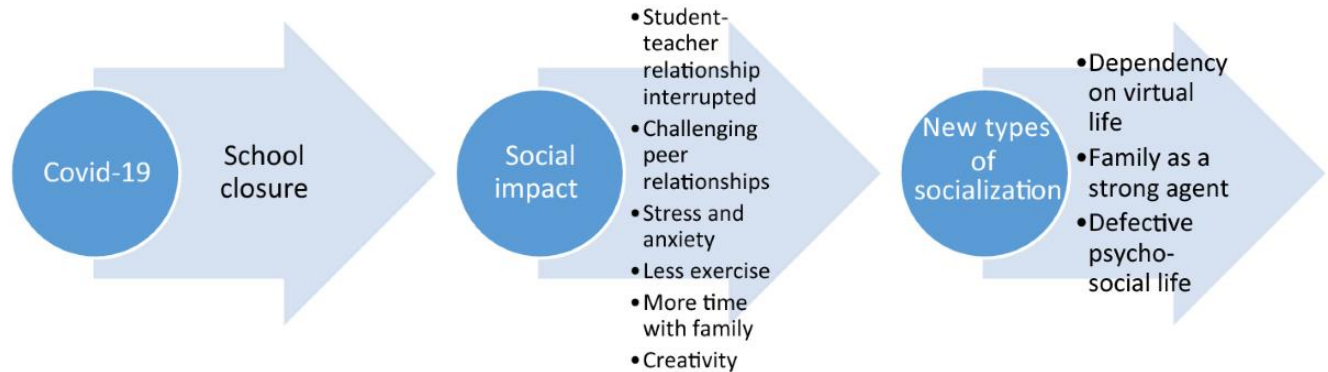 Covid-19
School
closure
Social
impact
•Student-
teacher
relationship
interrupted
•Challenging
peer
relationships
•Stress and
anxiety
•Less exercise
•More time
with family
•Creativity
New types
of
socialization
•Dependency
on virtual
life
•Family as a
strong agent
•Defective
psycho-
social life